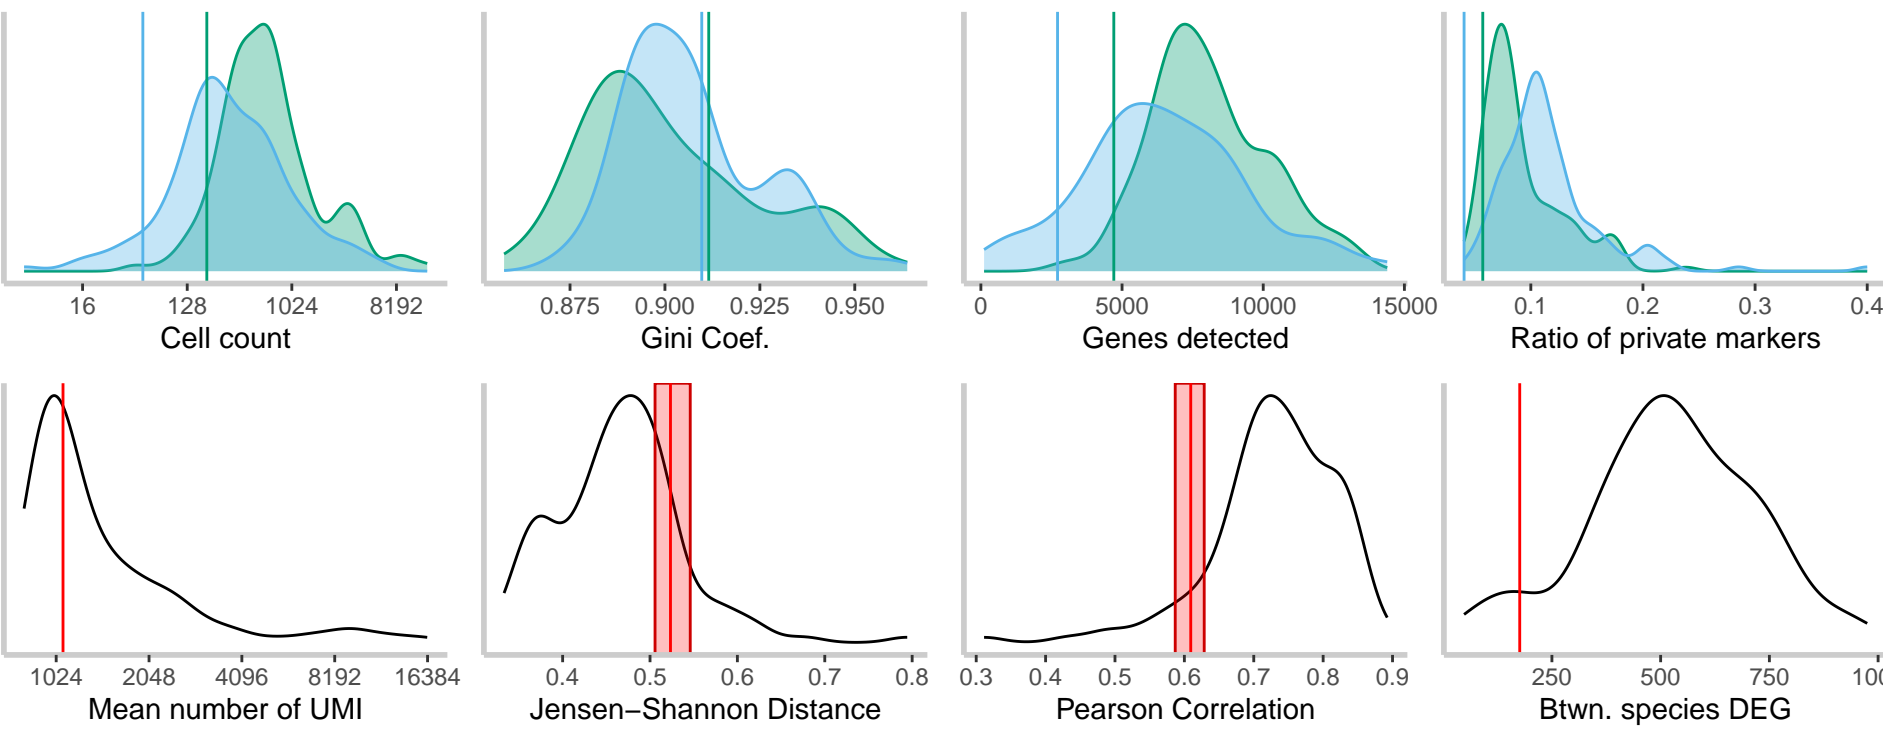 16 128 1024 8192
Cell count
0.875 0.900 0.925 0.950
Gini Coef.
0 5000 10000 15000
Genes detected
0.1 0.2 0.3 0.4
Ratio of private markers
1024 2048 4096 8192 16384
Mean number of UMI
0.4 0.5 0.6 0.7 0.8
Jensen−Shannon Distance
0.3 0.4 0.5 0.6 0.7 0.8 0.9
Pearson Correlation
250 500 750 100
Btwn. species DEG